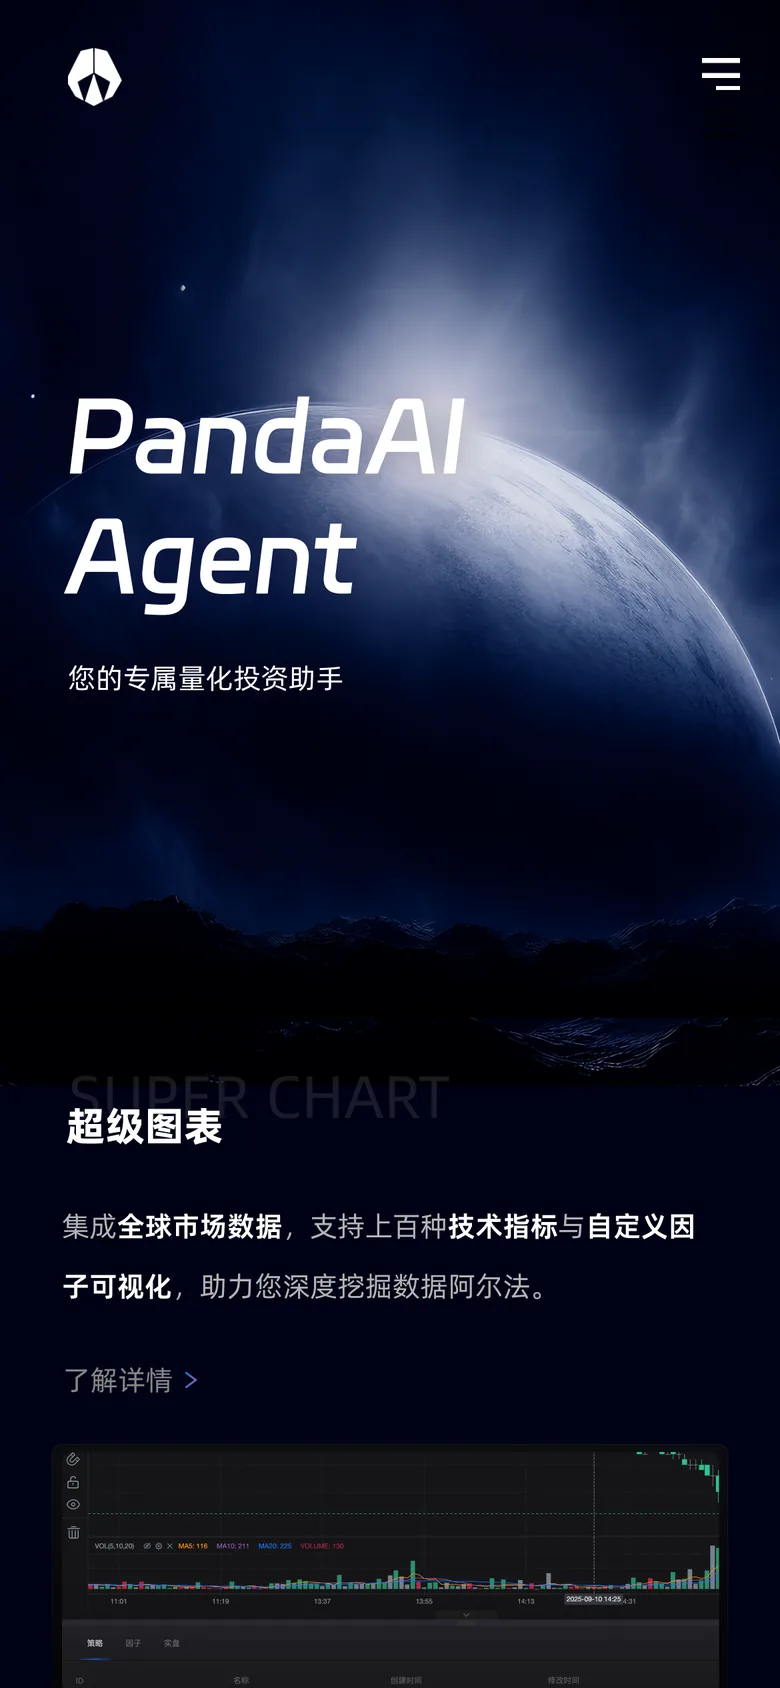 PandaAI
Agent
您的专属量化投资助手
SUPER CHART
超级图表
集成全球市场数据，支持上百种技术指标与自定义因
子可视化，助力您深度挖掘数据阿尔法。
了解详情 >
VOL(5,10,20) MA5: 116 MA10: 211 MA20: 225 VOLUME: 130
11:01 11:19 13:37 13:55 14:13 2025-09-10 14:25 4:31
策略 因子 实盘
ID 名称 创建时间 修改时间